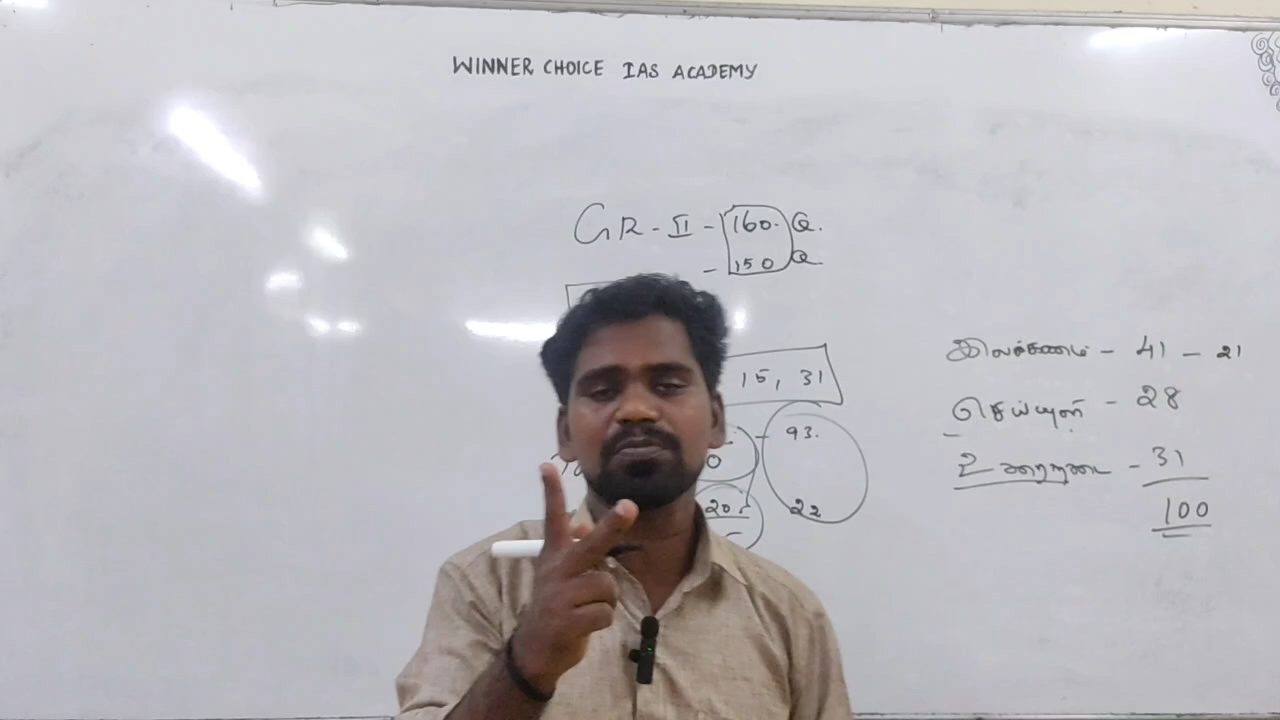 WINNER CHOICE IAS ACADEMY
GR - II - 160. Q.
- 150 Q
15, 31
93.
0
20
22
இலக்கணம் - 41 - 21
செய்யுள் - 28
உரைநடை - 31
100